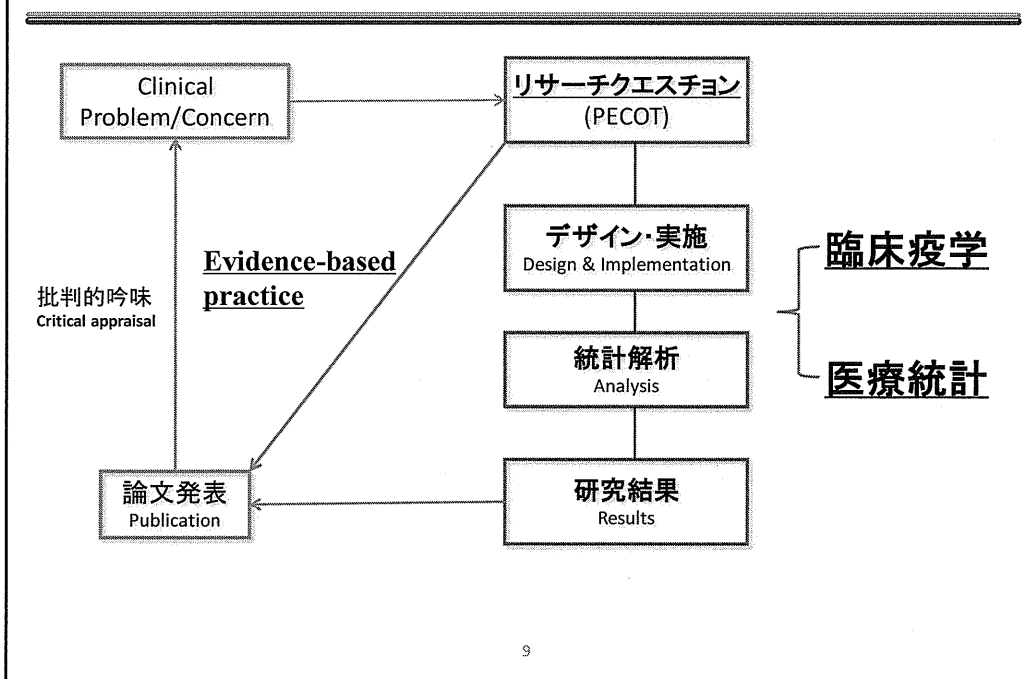 Clinical
Problem/Concern
リサーチクエスチョン
(PECOT)
デザイン・実施
Design & Implementation
臨床疫学
Evidence-based
practice
批判的吟味
Critical appraisal
統計解析
Analysis
医療統計
論文発表
Publication
研究結果
Results
9